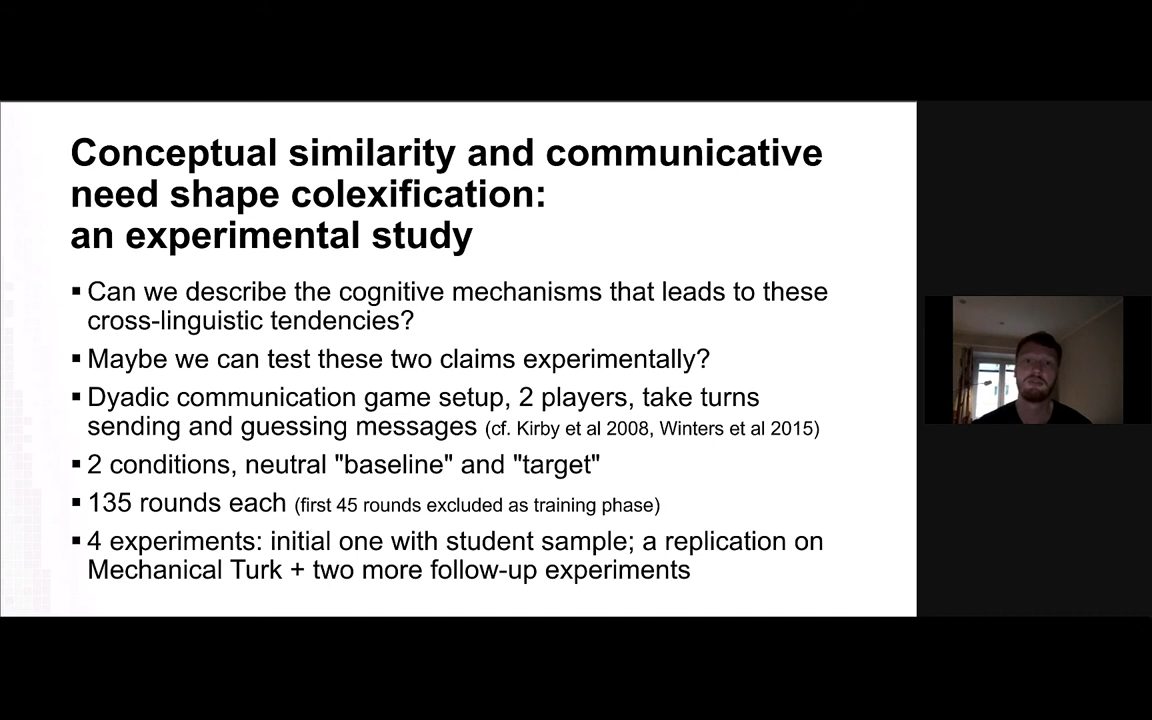 Conceptual similarity and communicative
need shape colexification:
an experimental study
▪ Can we describe the cognitive mechanisms that leads to these
cross-linguistic tendencies?
▪ Maybe we can test these two claims experimentally?
▪ Dyadic communication game setup, 2 players, take turns
sending and guessing messages (cf. Kirby et al 2008, Winters et al 2015)
▪ 2 conditions, neutral "baseline" and "target"
▪ 135 rounds each (first 45 rounds excluded as training phase)
▪ 4 experiments: initial one with student sample; a replication on
Mechanical Turk + two more follow-up experiments